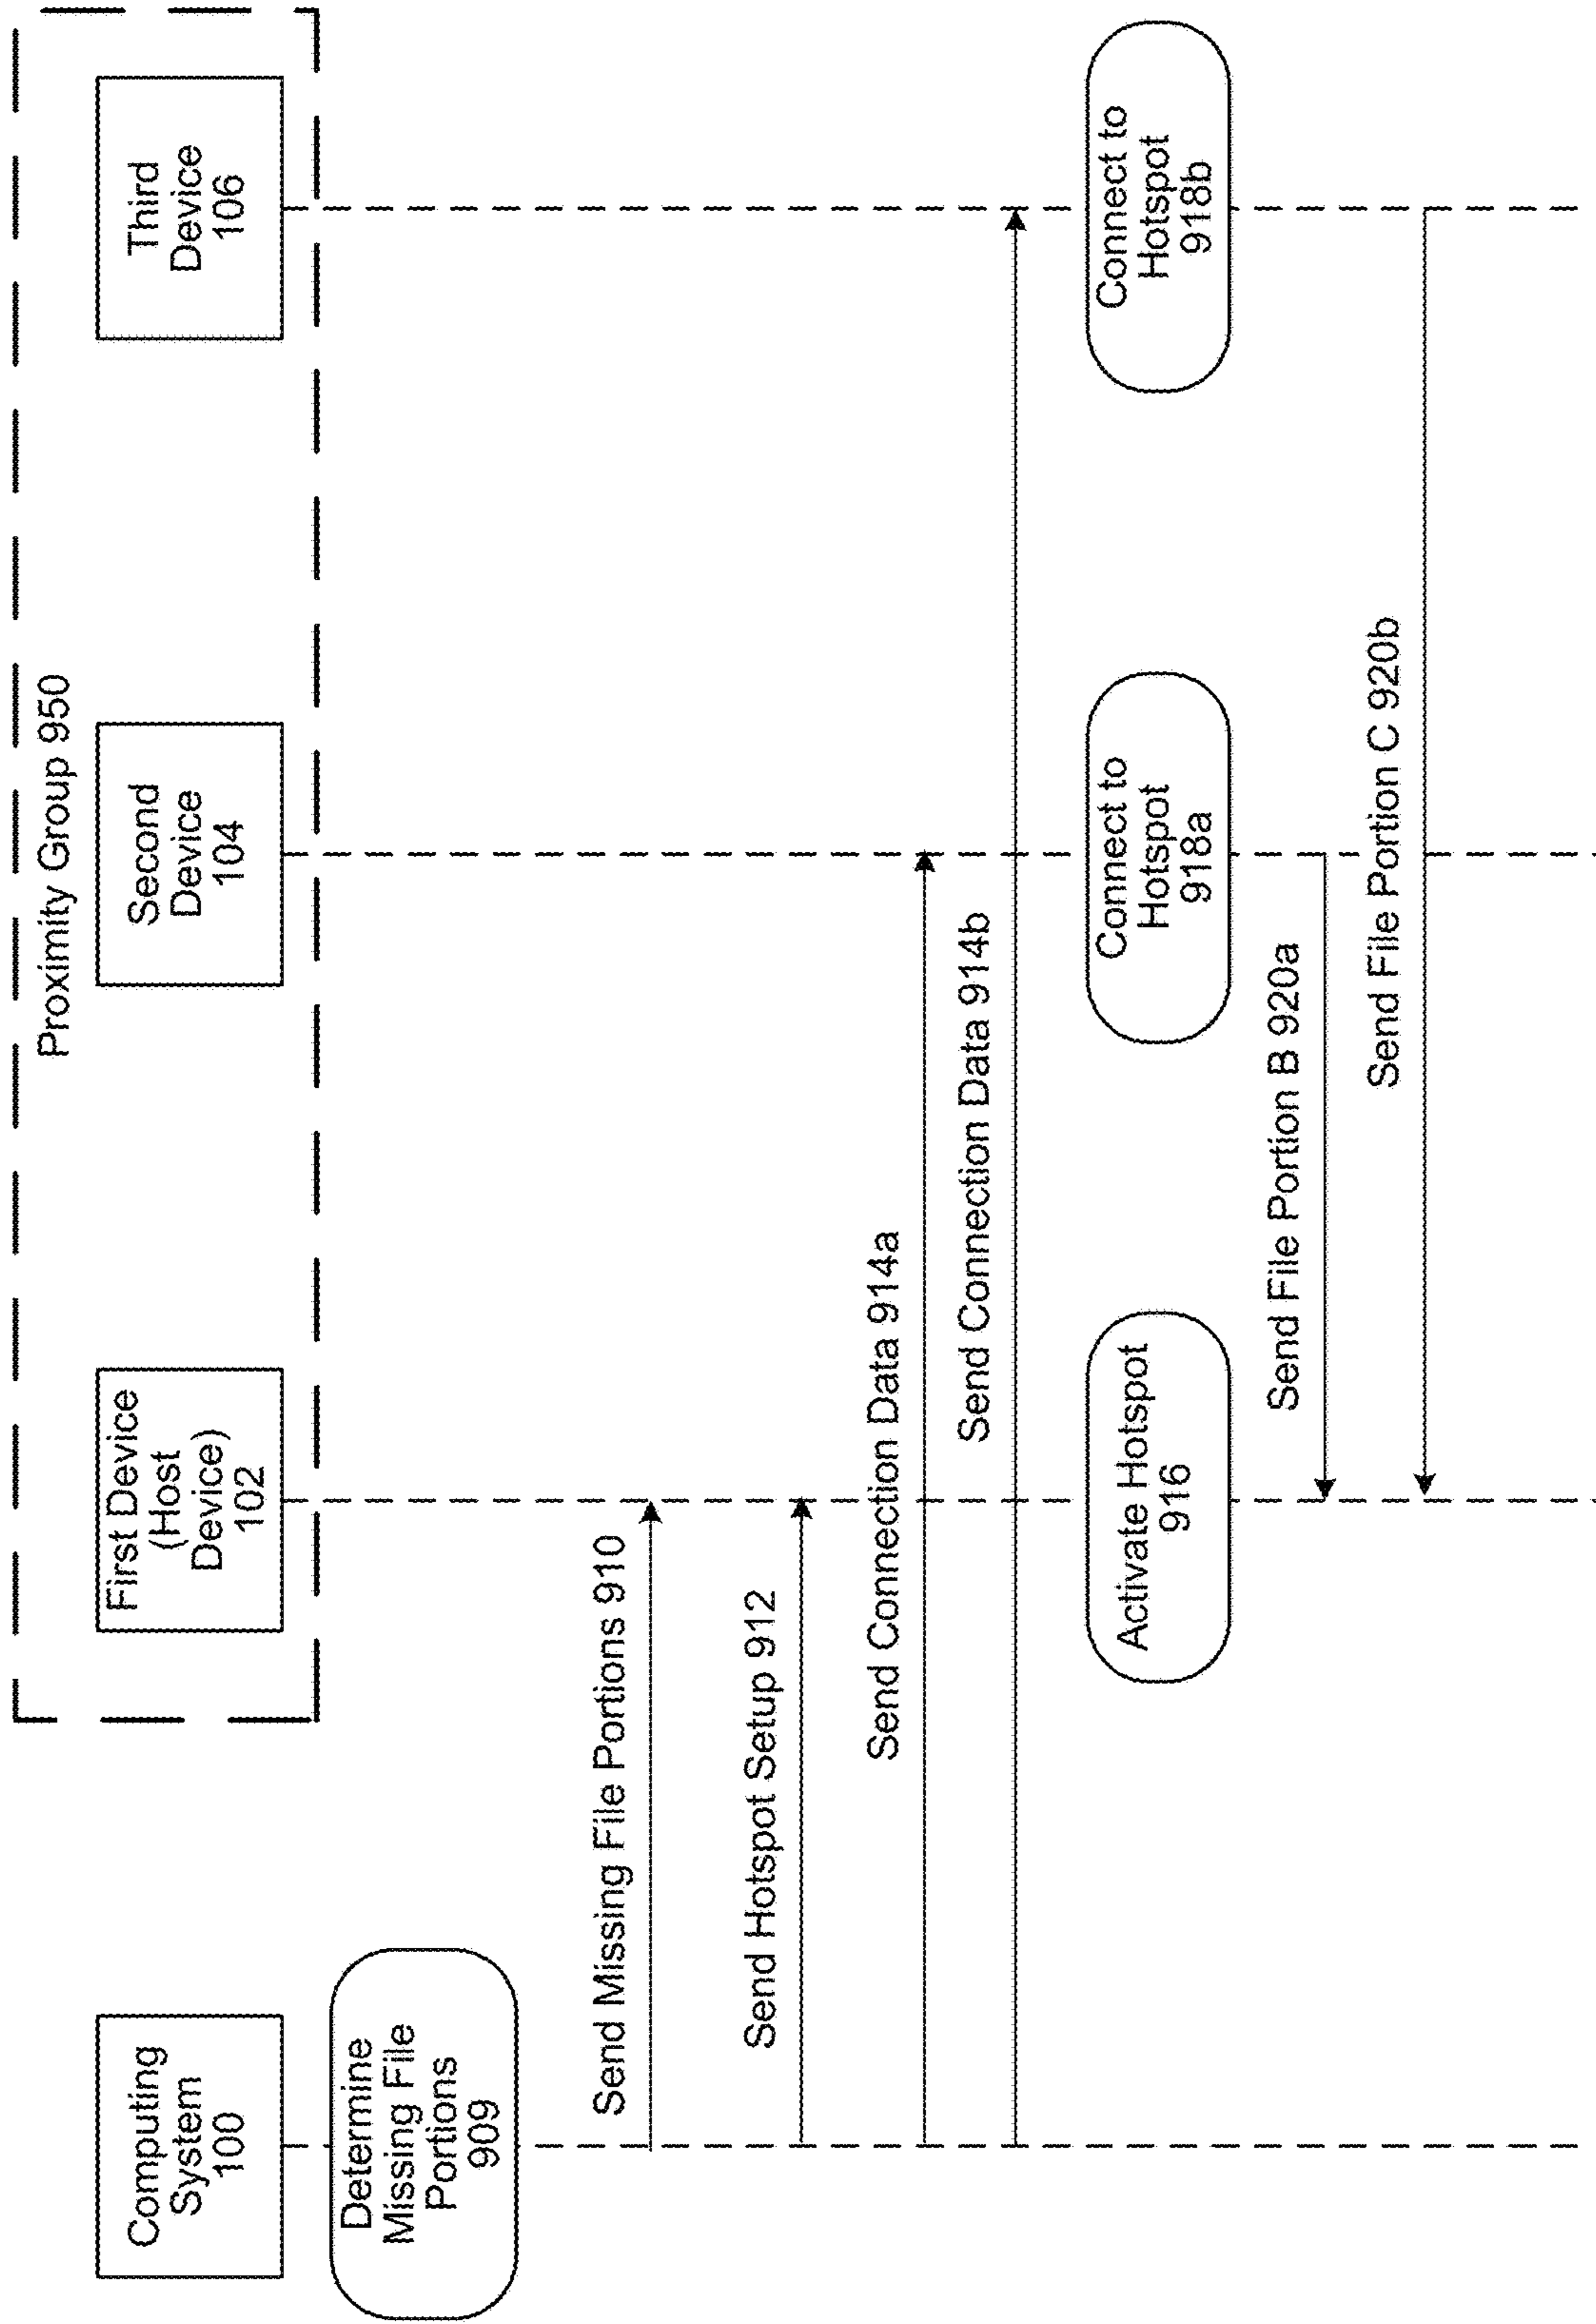 Proximity Group 950
Computing
System
100
First Device
(Host
Device)
102
Second
Device
104
Third
Device
106
Determine
Missing File
Portions
909
Send Missing File Portions 910
Send Hotspot Setup 912
Send Connection Data 914a
Send Connection Data 914b
Activate Hotspot
916
Connect to
Hotspot
918a
Connect to
Hotspot
918b
Send File Portion B 920a
Send File Portion C 920b